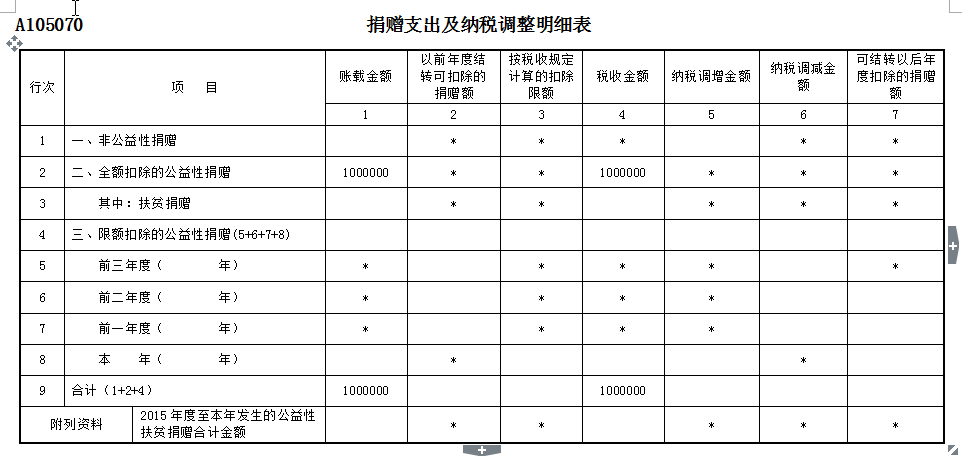 A105070 捐赠支出及纳税调整明细表
行次 项 目 账载金额 以前年度结转可扣除的捐赠额 按税收规定计算的扣除限额 税收金额 纳税调增金额 纳税调减金额 可结转以后年度扣除的捐赠额
1 2 3 4 5 6 7
1 一、非公益性捐赠 * * * * *
2 二、全额扣除的公益性捐赠 1000000 * * 1000000 * * *
3 其中：扶贫捐赠 * * * * *
4 三、限额扣除的公益性捐赠(5+6+7+8)
5 前三年度（ 年） * * * * *
6 前二年度（ 年） * * * *
7 前一年度（ 年） * * * *
8 本 年（ 年） * *
9 合计（1+2+4） 1000000 1000000
附列资料 2015年度至本年发生的公益性扶贫捐赠合计金额 * * * * *